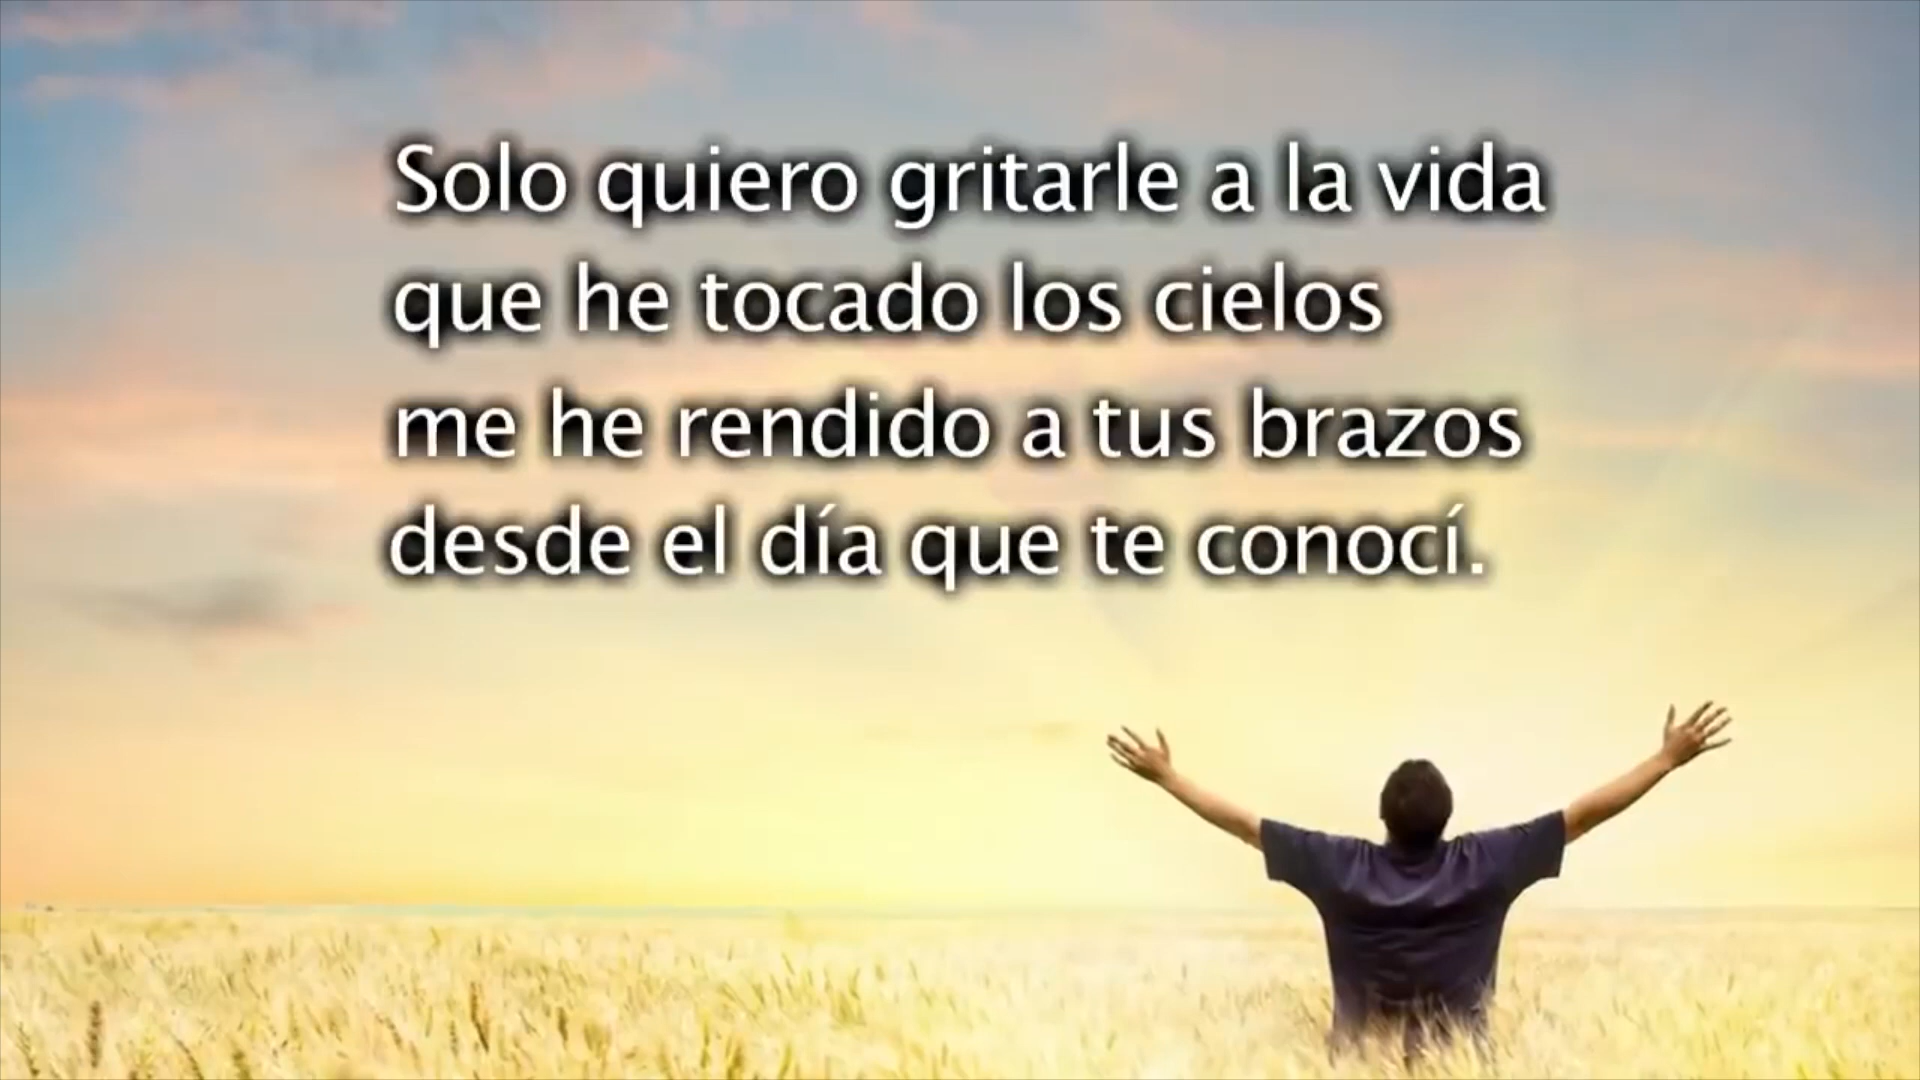 Solo quiero gritarle a la vida
que he tocado los cielos
me he rendido a tus brazos
desde el día que te conocí.